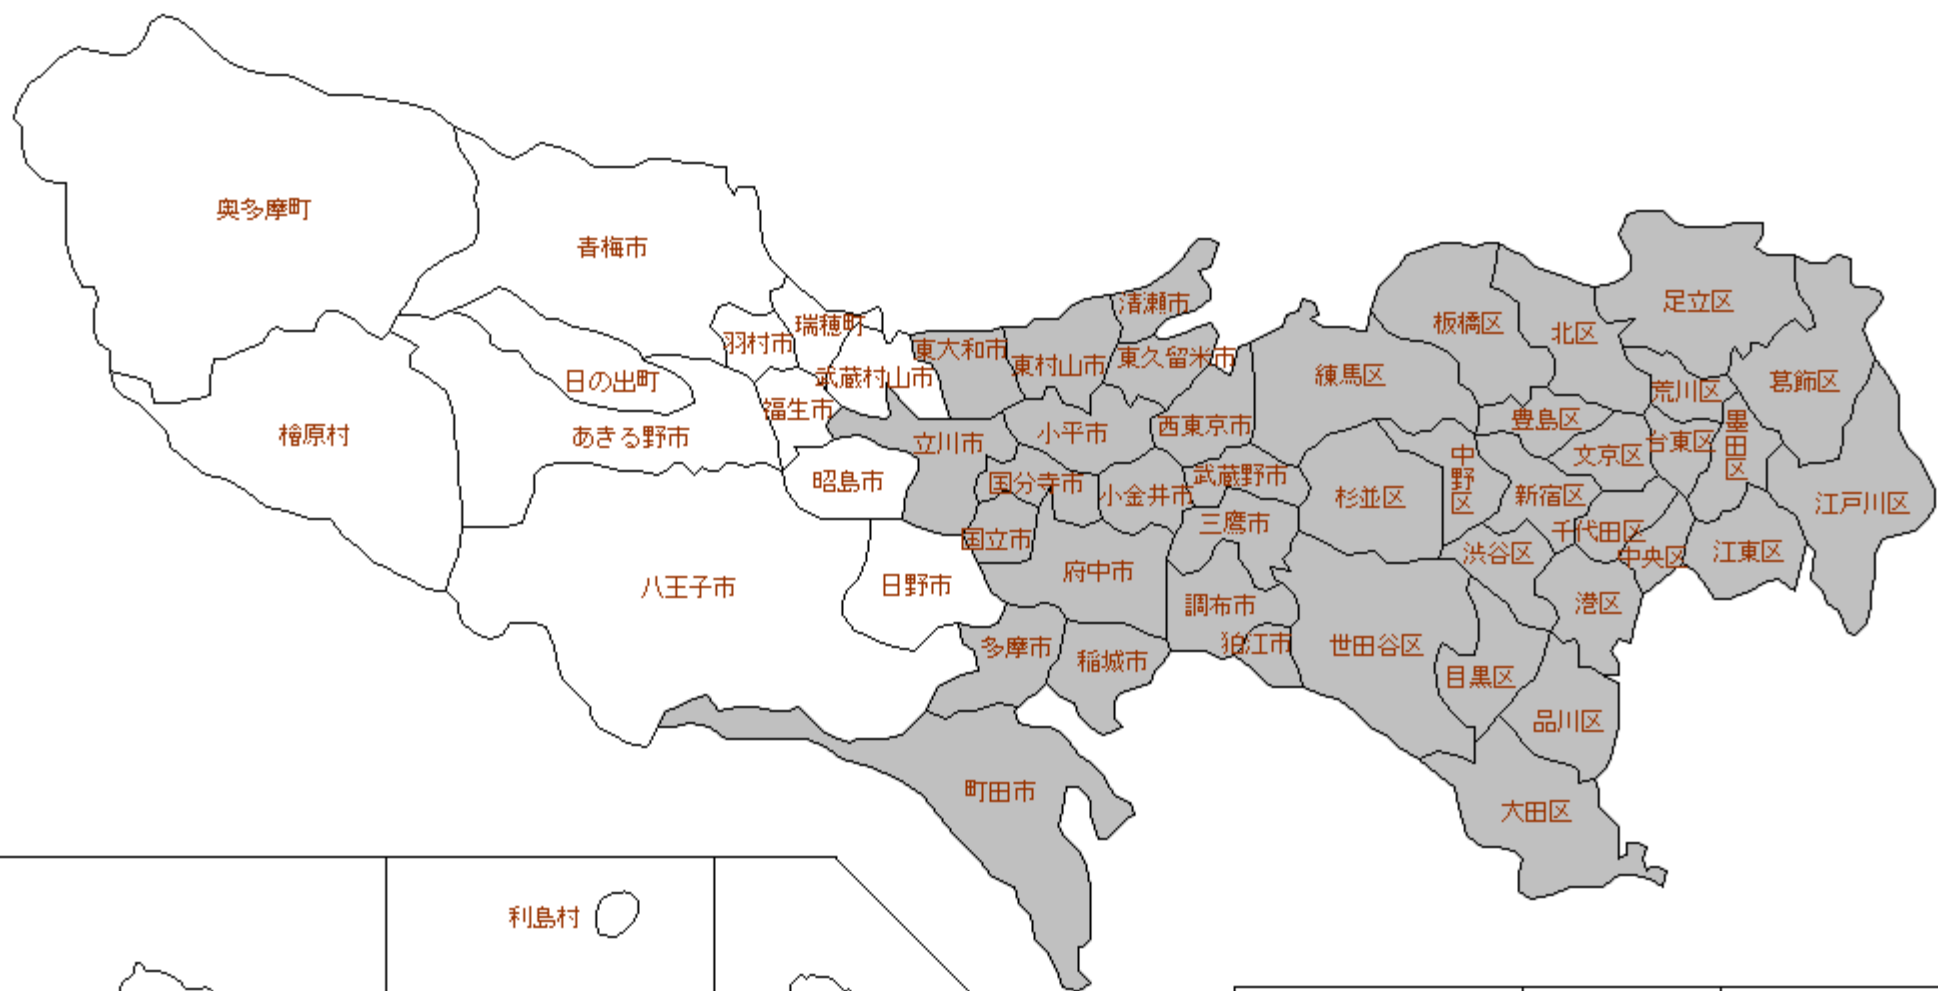 奥多摩町
青梅市
足立区
清瀬市
瑞穂町
板橋区
北区
羽村市
東大和市
東村山市
東久留米市
練馬区
日の出町
武蔵村山市
葛飾区
荒川区
福生市
豊島区
墨田区
檜原村
あきる野市
立川市
小平市
西東京市
台東区
文京区
中野区
昭島市
国分寺市
小金井市
武蔵野市
杉並区
新宿区
江戸川区
三鷹市
千代田区
国立市
渋谷区
中央区
江東区
八王子市
日野市
府中市
調布市
港区
多摩市
稲城市
狛江市
世田谷区
目黒区
品川区
町田市
大田区
利島村